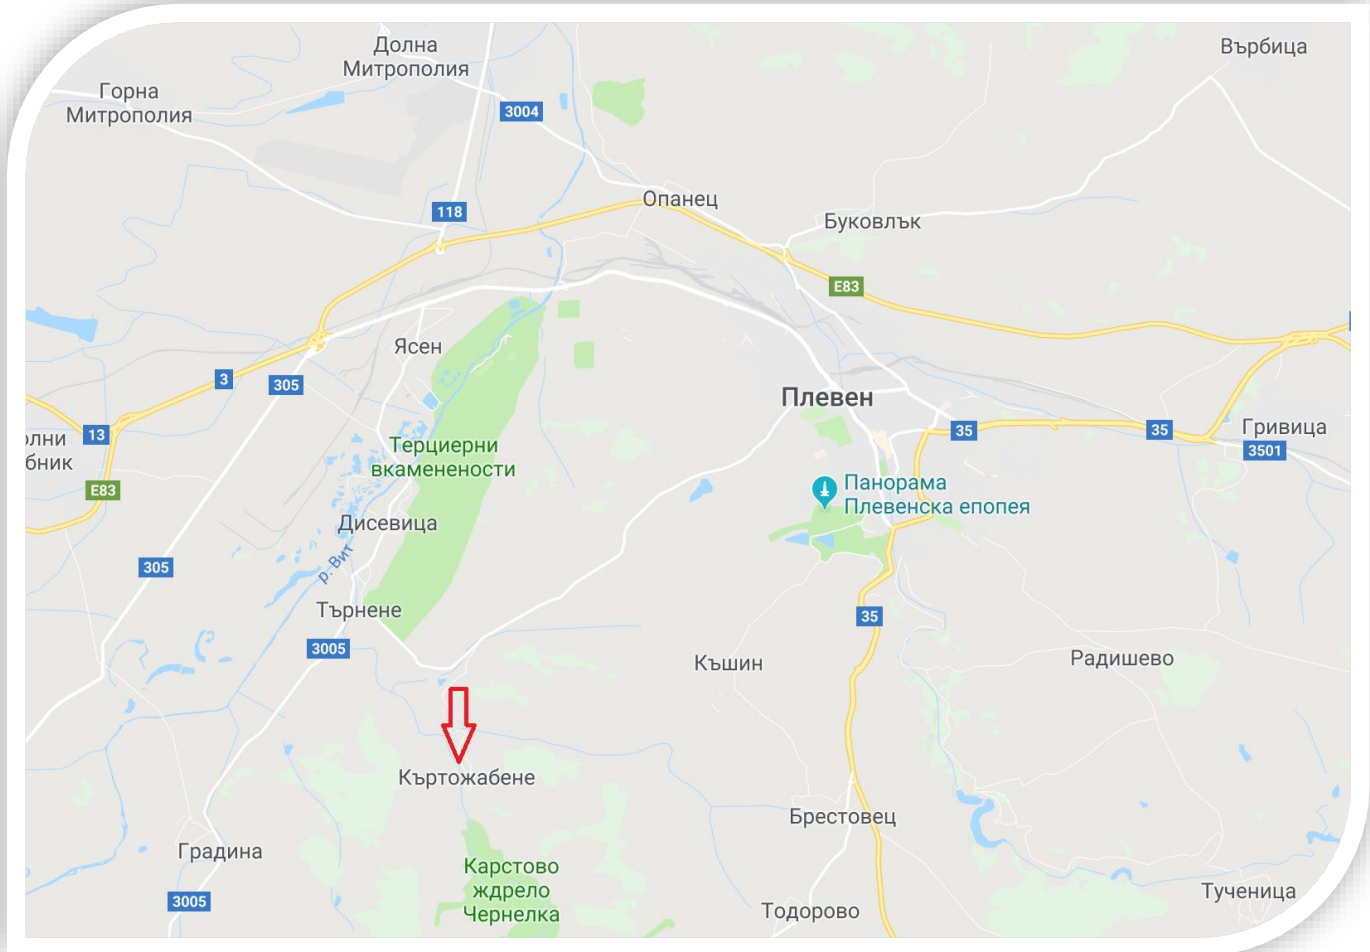 Долна
Митрополия
Върбица
Горна
Митрополия
3004
Опанец
118
Буковлък
E83
Ясен
3
305
Плевен
13
олни
бник
35
35
Гривица
3501
Терциерни
вкаменености
E83
Панорама
Плевенска епопея
Дисевица
р. Вит
305
Търнене
35
3005
Къшин
Радишево
Къртожабене
Брестовец
Градина
Карстово
ждрело
Чернелка
3005
Тодорово
Тученица